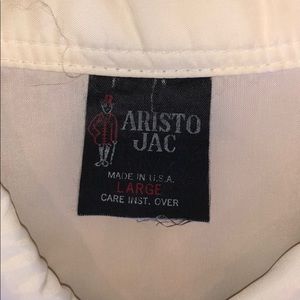 ARISTO
JAC
MADE IN U.S.A.
LARGE
CARE INST. OVER